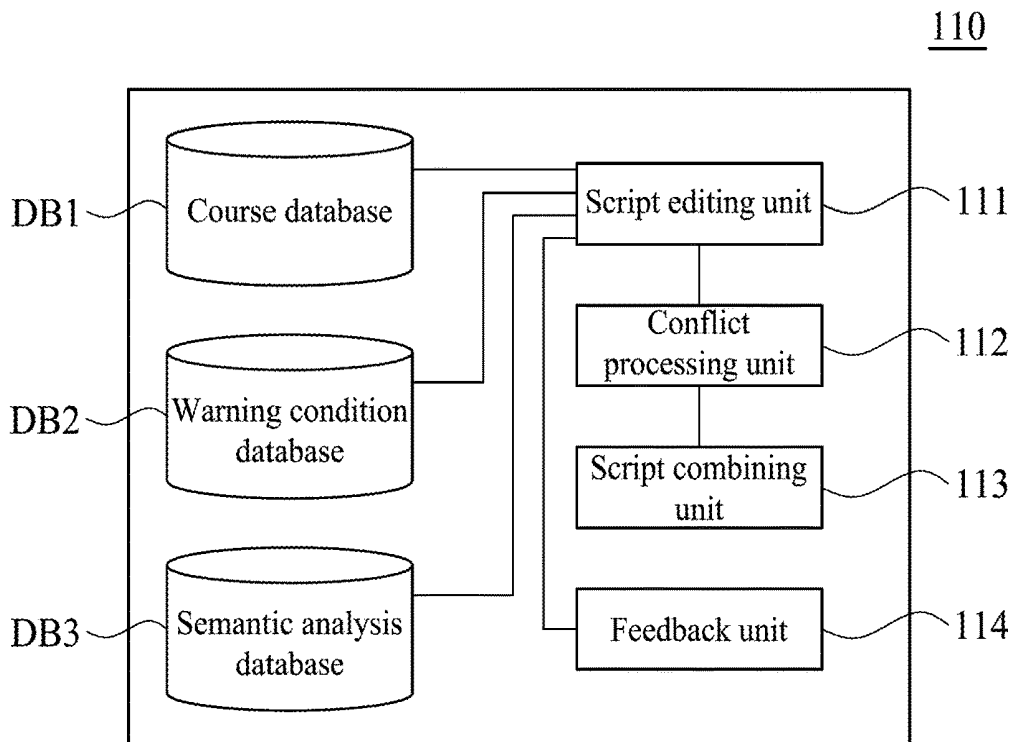 110
DB1
Course database
Script editing unit
111
Conflict
processing unit
112
DB2
Warning condition
database
Script combining
unit
113
DB3
Semantic analysis
database
Feedback unit
114